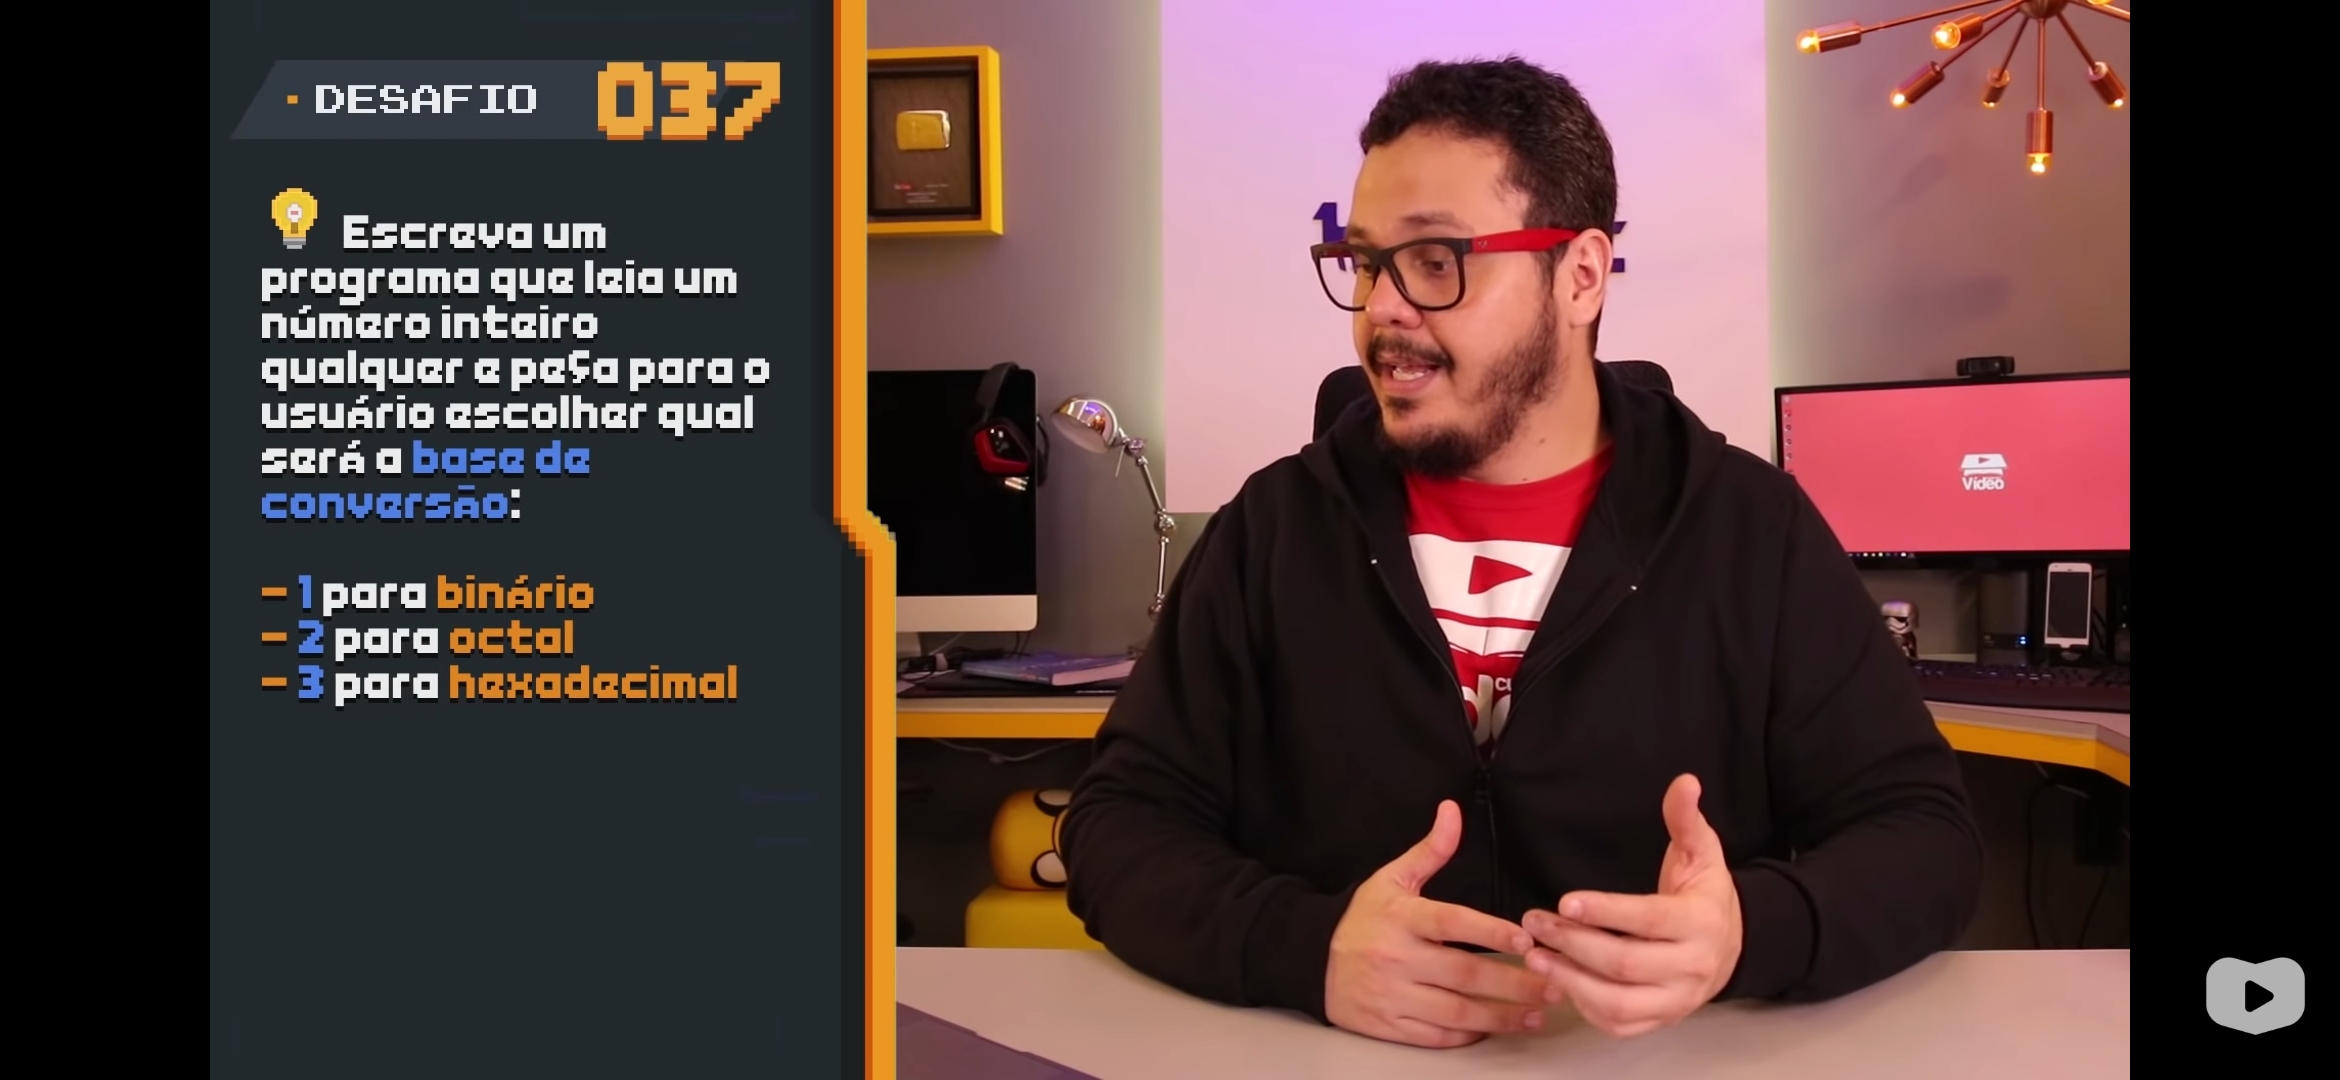 DESAFIO 037
Escreva um
programa que leia um
número inteiro
qualquer e peça para o
usuário escolher qual
será a base de
conversão:
- 1 para binário
- 2 para octal
- 3 para hexadecimal
Vídeo